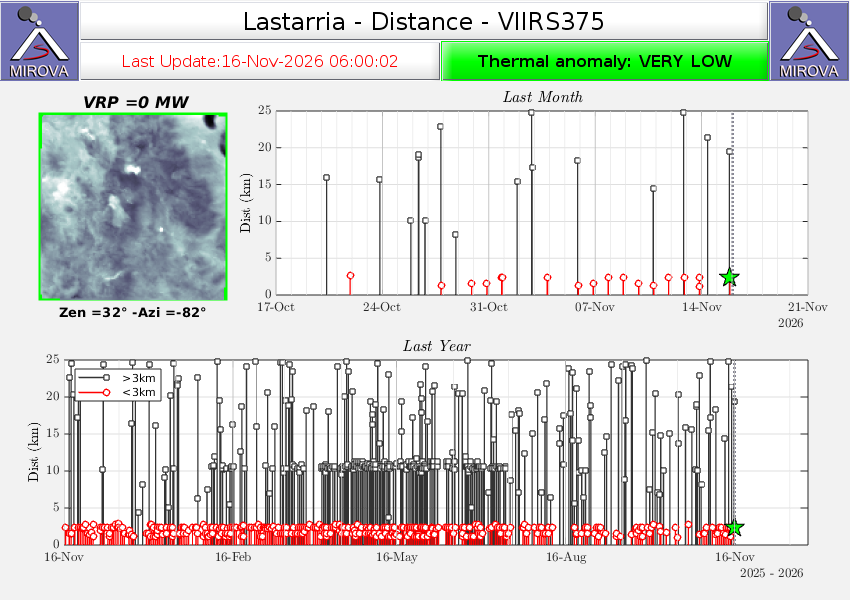 Lastarria - Distance - VIIRS375
MIROVA
Last Update:16-Nov-2026 06:00:02
Thermal anomaly: VERY LOW
MIROVA
VRP =0 MW
Zen =32° -Azi =-82°
Last Month
Dist (km)
25
20
15
10
5
0
17-Oct
24-Oct
31-Oct
07-Nov
14-Nov
21-Nov
2026
Last Year
Dist (km)
25
20
15
10
5
0
>3km
<3km
16-Nov
16-Feb
16-May
16-Aug
16-Nov
2025 - 2026